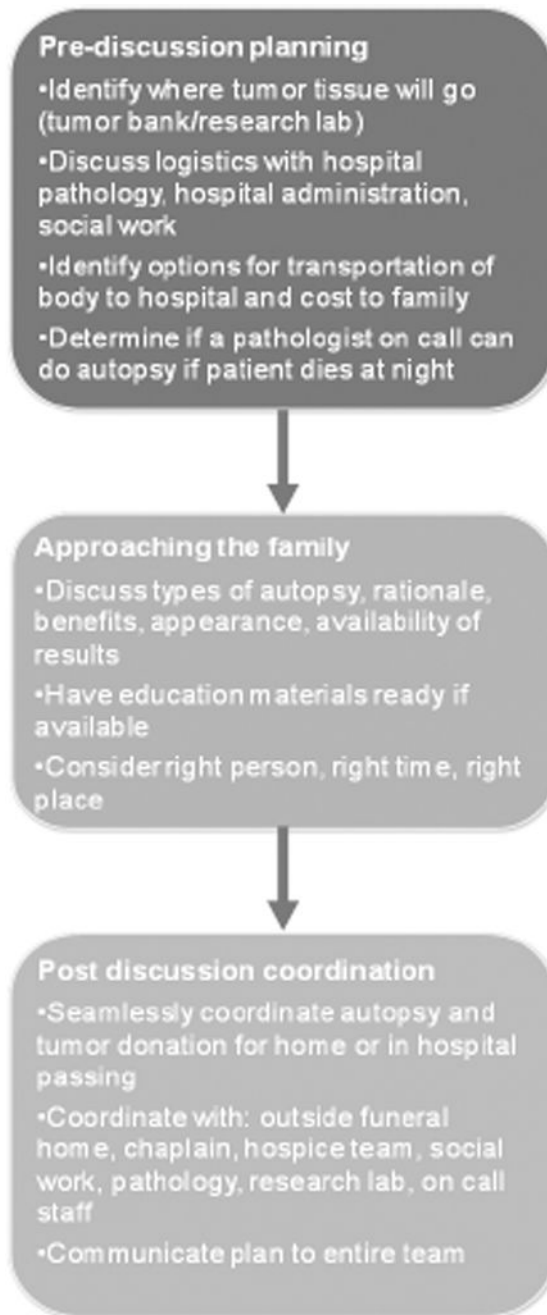 Pre-discussion planning
•Identify where tumor tissue will go
(tumor bank/research lab)
•Discuss logistics with hospital
pathology, hospital administration,
social work
•Identify options for transportation of
body to hospital and cost to family
•Determine if a pathologist on call can
do autopsy if patient dies at night
Approaching the family
•Discuss types of autopsy, rationale,
benefits, appearance, availability of
results
•Have education materials ready if
available
•Consider right person, right time, right
place
Post discussion coordination
•Seamlessly coordinate autopsy and
tumor donation for home or in hospital
passing
•Coordinate with: outside funeral
home, chaplain, hospice team, social
work, pathology, research lab, on call
staff
•Communicate plan to entire team